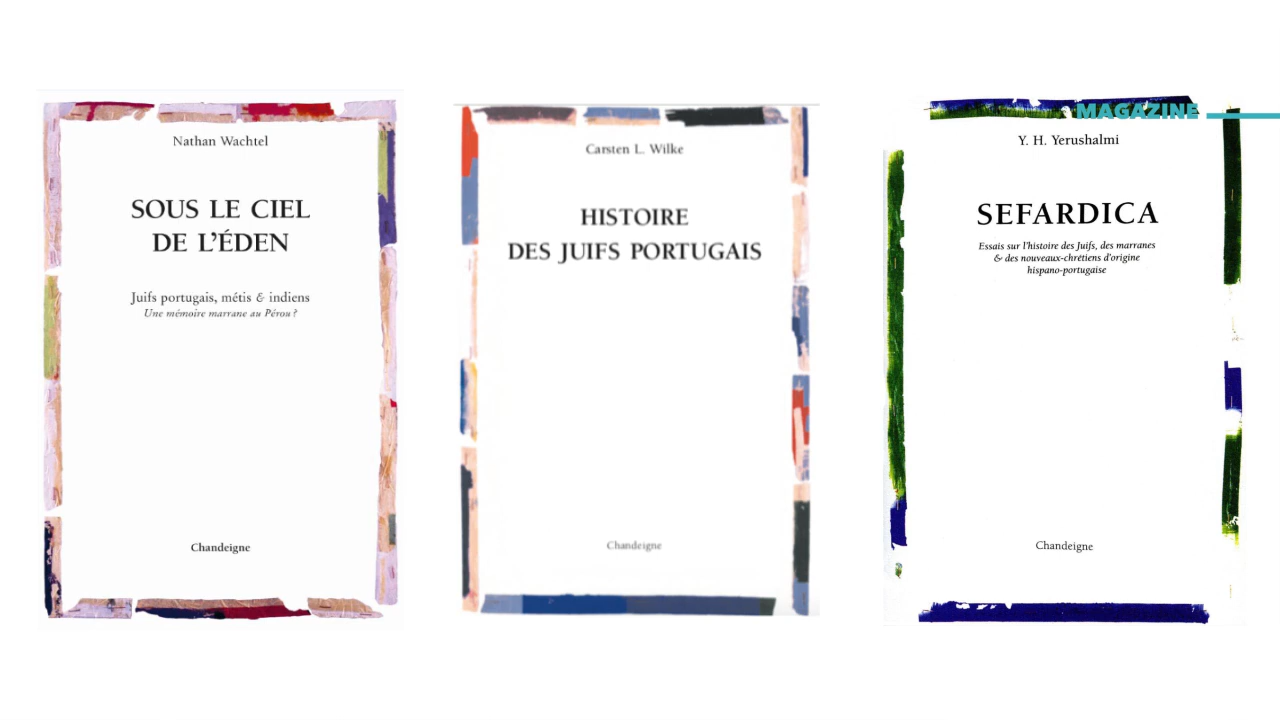 Nathan Wachtel
SOUS LE CIEL
DE L'ÉDEN
Juifs portugais, métis & indiens
Une mémoire marrane au Pérou ?
Chandeigne
Carsten L. Wilke
HISTOIRE
DES JUIFS PORTUGAIS
Chandeigne
MAGAZINE
Y. H. Yerushalmi
SEFARDICA
Essais sur l'histoire des Juifs, des marranes
& des nouveaux-chrétiens d'origine
hispano-portugaise
Chandeigne